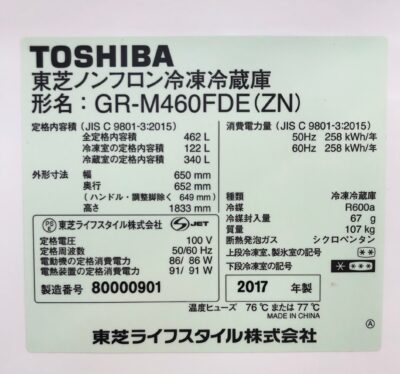 TOSHIBA
東芝ノンフロン冷凍冷蔵庫
形名：GR-M460FDE(ZN)
定格内容積（JIS C 9801-3:2015）
全定格内容積 462 L
冷凍室の定格内容積 122 L
冷蔵室の定格内容積 340 L
外形寸法 幅 650 mm
奥行 652 mm
（ハンドル・調整脚除く 649 mm）
高さ 1833 mm
消費電力量（JIS C 9801-3:2015）
50Hz 258 kWh/年
60Hz 258 kWh/年
種類 冷凍冷蔵庫
冷媒 R600a
冷媒封入量 67 g
質量 107 kg
断熱発泡ガス シクロペンタン
上段冷凍室、製氷室の記号 **
下段冷凍室の記号 * ***
PS E 東芝ライフスタイル株式会社 S JET
定格電圧 100 V
定格周波数 50/60 Hz
電動機の定格消費電力 86/ 86 W
電熱装置の定格消費電力 91/ 91 W
製造番号 80000901
2017 年製
温度ヒューズ 76 ℃ または 77 ℃
MADE IN CHINA
東芝ライフスタイル株式会社
Ⓐ